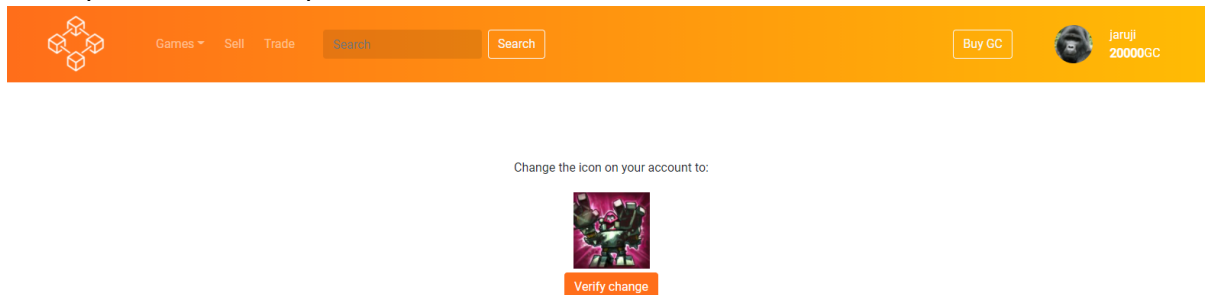 Games Sell Trade Search Search Buy GC jaruji
20000GC
Change the icon on your account to:
Verify change